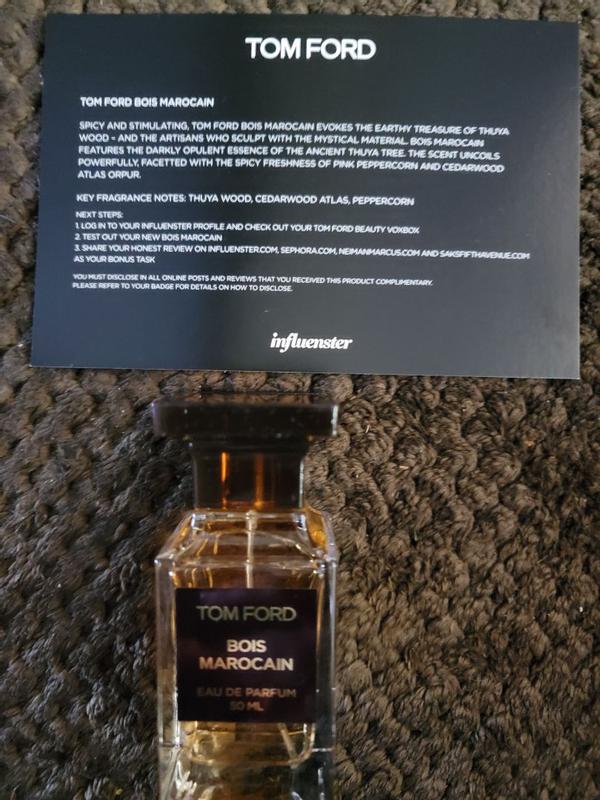 TOM FORD
TOM FORD BOIS MAROCAIN
SPICY AND STIMULATING, TOM FORD BOIS MAROCAIN EVOKES THE EARTHY TREASURE OF THUYA
WOOD – AND THE ARTISANS WHO SCULPT WITH THE MYSTICAL MATERIAL. BOIS MAROCAIN
FEATURES THE DARKLY OPULENT ESSENCE OF THE ANCIENT THUYA TREE. THE SCENT UNCOILS
POWERFULLY, FACETTED WITH THE SPICY FRESHNESS OF PINK PEPPERCORN AND CEDARWOOD
ATLAS ORPUR.
KEY FRAGRANCE NOTES: THUYA WOOD, CEDARWOOD ATLAS, PEPPERCORN
NEXT STEPS:
1. LOG IN TO YOUR INFLUENSTER PROFILE AND CHECK OUT YOUR TOM FORD BEAUTY VOXBOX
2. TEST OUT YOUR NEW BOIS MAROCAIN
3. SHARE YOUR HONEST REVIEW ON INFLUENSTER.COM, SEPHORA.COM, NEIMANMARCUS.COM AND SAKSFIFTHAVENUE.COM
AS YOUR BONUS TASK
YOU MUST DISCLOSE IN ALL ONLINE POSTS AND REVIEWS THAT YOU RECEIVED THIS PRODUCT COMPLIMENTARY.
PLEASE REFER TO YOUR BADGE FOR DETAILS ON HOW TO DISCLOSE.
influenster
TOM FORD
BOIS
MAROCAIN
EAU DE PARFUM
50 ML